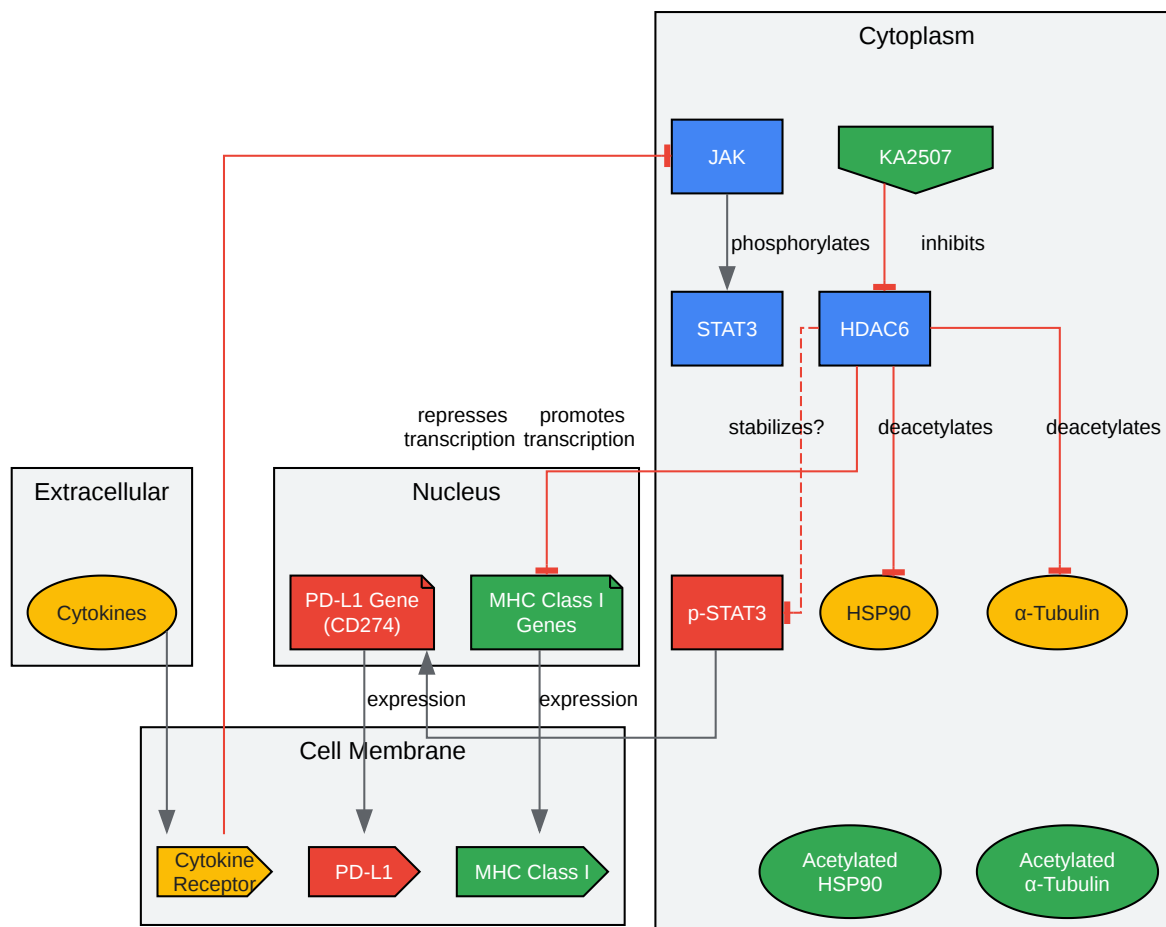 Cytoplasm
JAK
KA2507
phosphorylates
inhibits
STAT3
HDAC6
represses
transcription
promotes
transcription
stabilizes?
deacetylates
deacetylates
Extracellular
Nucleus
Cytokines
PD-L1 Gene
(CD274)
MHC Class I
Genes
p-STAT3
HSP90
α-Tubulin
expression
expression
Cell Membrane
Cytokine
Receptor
PD-L1
MHC Class I
Acetylated
HSP90
Acetylated
α-Tubulin